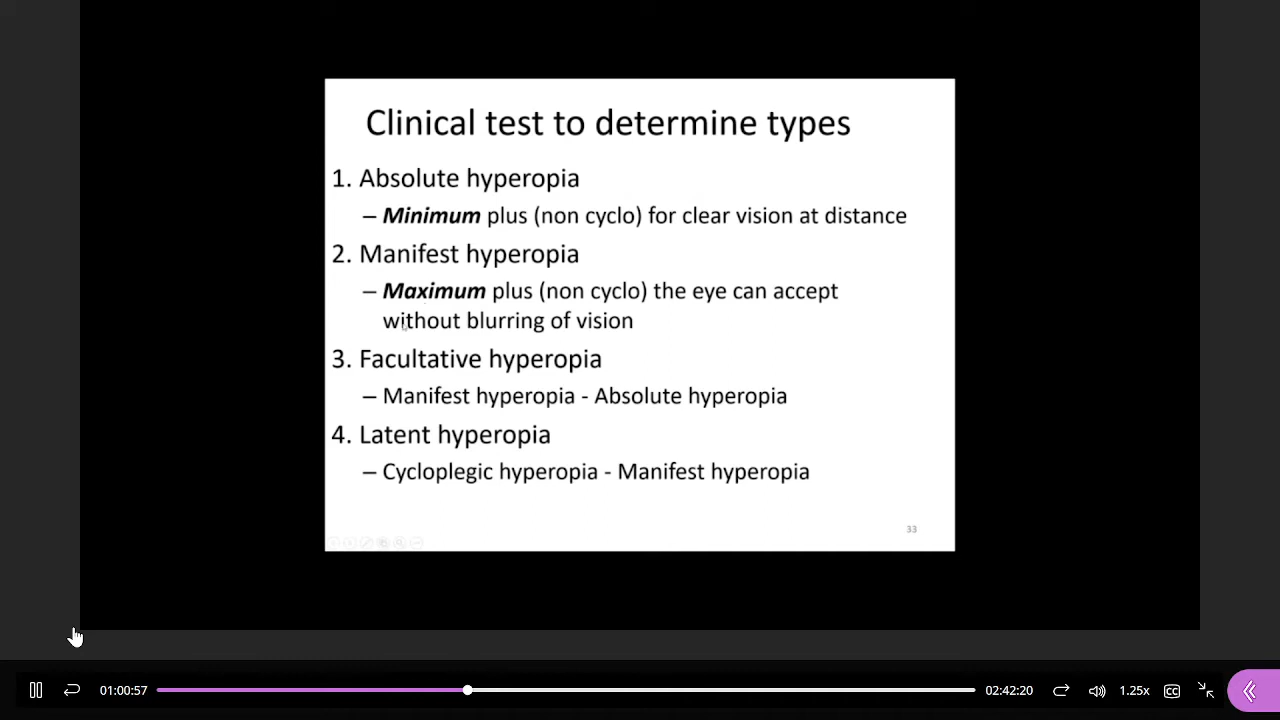 Clinical test to determine types
1. Absolute hyperopia
– Minimum plus (non cyclo) for clear vision at distance
2. Manifest hyperopia
– Maximum plus (non cyclo) the eye can accept
without blurring of vision
3. Facultative hyperopia
– Manifest hyperopia - Absolute hyperopia
4. Latent hyperopia
– Cycloplegic hyperopia - Manifest hyperopia
33
01:00:57
02:42:20
1.25x
CC